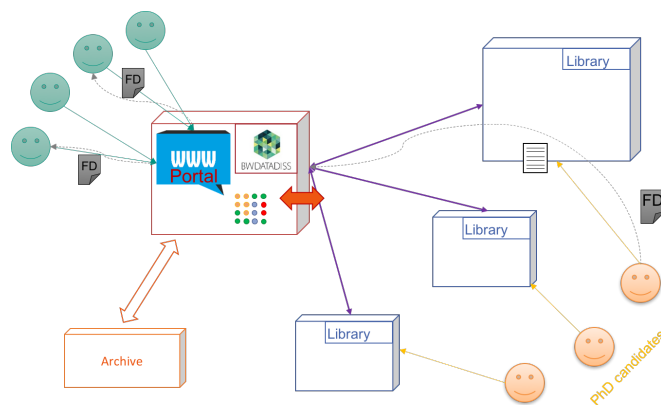 FD
Library
www
Portal
BWDATADISS
FD
FD
Library
Library
Archive
PhD candidates